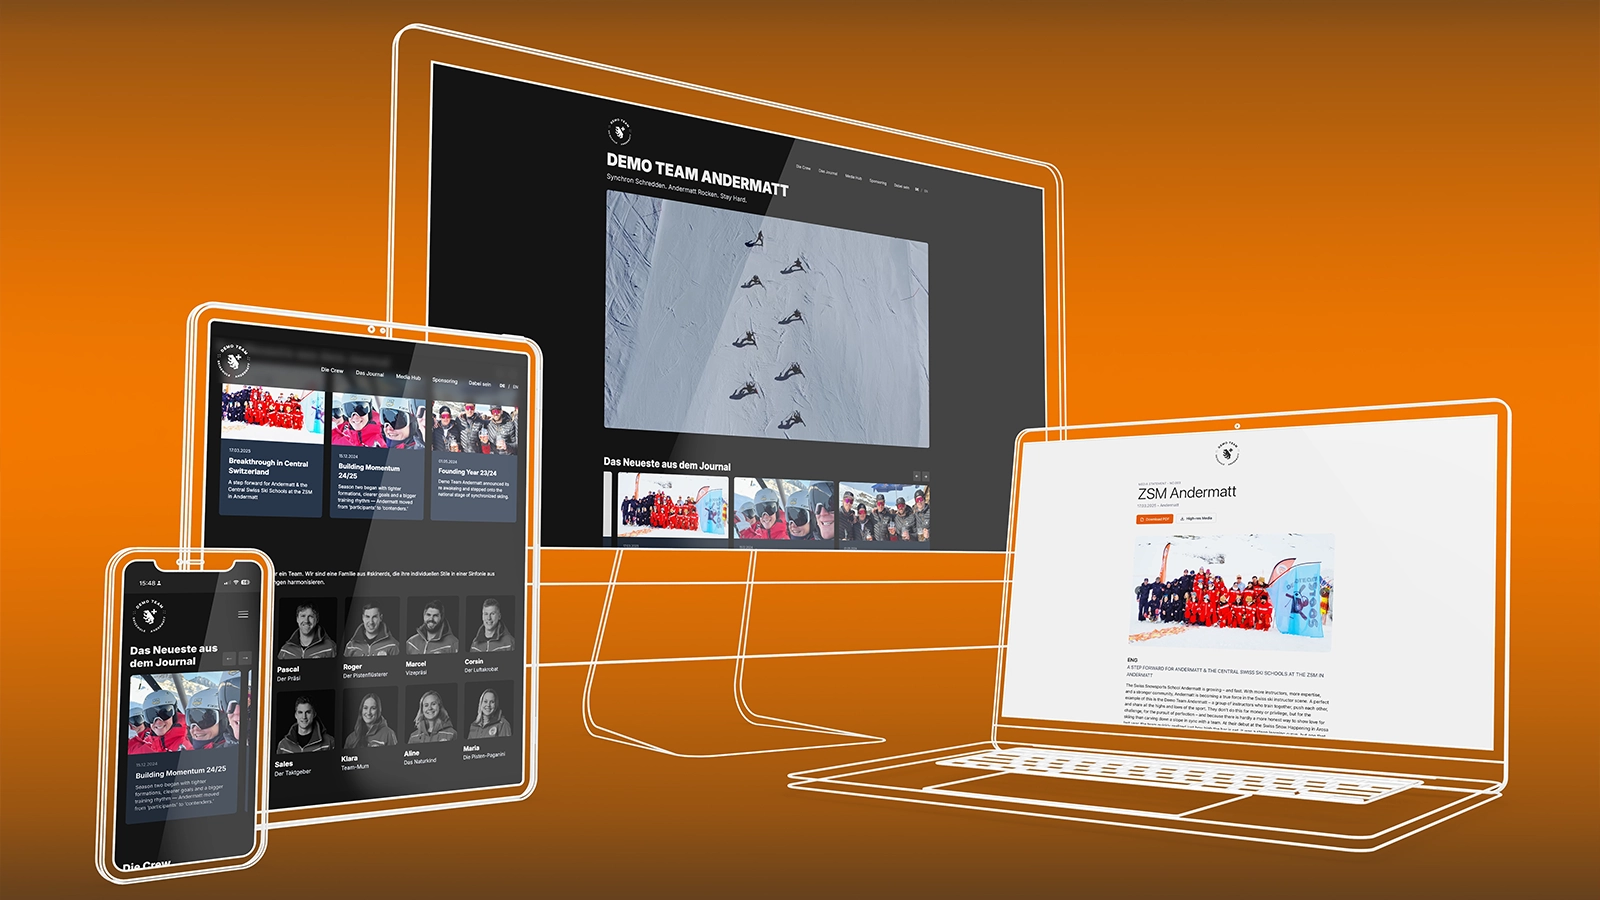 DEMO TEAM
DEMO TEAM ANDERMATT
Synchron Schredden. Andermatt Rocken. Stay Hard.
Die Crew
Das Journal
Media Hub
Sponsoring
Dabei sein
DE /
Das Neueste aus dem Journal
DEMO TEAM
Die Crew
Das Journal
Media Hub
Sponsoring
Dabei sein
DE / EN
17.03.2025
Breakthrough in Central
Switzerland
A step forward for Andermatt & the
Central Swiss Ski Schools at the ZSM
in Andermatt
15.12.2024
Building Momentum
24/25
Season two began with tighter
formations, clearer goals and a bigger
training rhythm — Andermatt moved
from 'participants' to 'contenders.'
Founding Year 23/24
Demo Team Andermatt announced its
re awakening and stepped onto the
national stage of synchronized skiing.
er ein Team. Wir sind eine Familie aus #skinerds, die ihre individuellen Stile in einer Sinfonie aus
ngen harmonisieren.
Pascal
Der Präsi
Roger
Der Pistenflüsterer
Marcel
Vizepräsi
Corsin
Der Luftakrobat
Sales
Der Taktgeber
Klara
Team-Mum
Aline
Das Naturkind
Maria
Die Pisten-Paganini
15:48
DEMO TEAM
Das Neueste aus
dem Journal
15.12.2024
Building Momentum 24/25
Season two began with tighter
formations, clearer goals and a bigger
training rhythm — Andermatt moved
from 'participants' to 'contenders.'
Die Crew
DEMO TEAM
ZSM Andermatt
17.03.2025 – Andermatt
Download PDF
High-res Media
ENG
A STEP FORWARD FOR ANDERMATT & THE CENTRAL SWISS SKI SCHOOLS AT THE ZSM IN
ANDERMATT
The Swiss Snowsports School Andermatt is growing – and fast. With more instructors, more expertise,
and a stronger community, Andermatt is becoming a true force in the Swiss ski instructor scene. A perfect
example of this is the Demo Team Andermatt – a group of instructors who train together, push each other,
and share all the highs and lows of the sport. They don't do this for money or privilege, but for the
challenge, for the pursuit of perfection – and because there is hardly a more honest way to show love for
skiing than carving down a slope in sync with a team. At their debut at the Swiss Snow Happening in Arosa